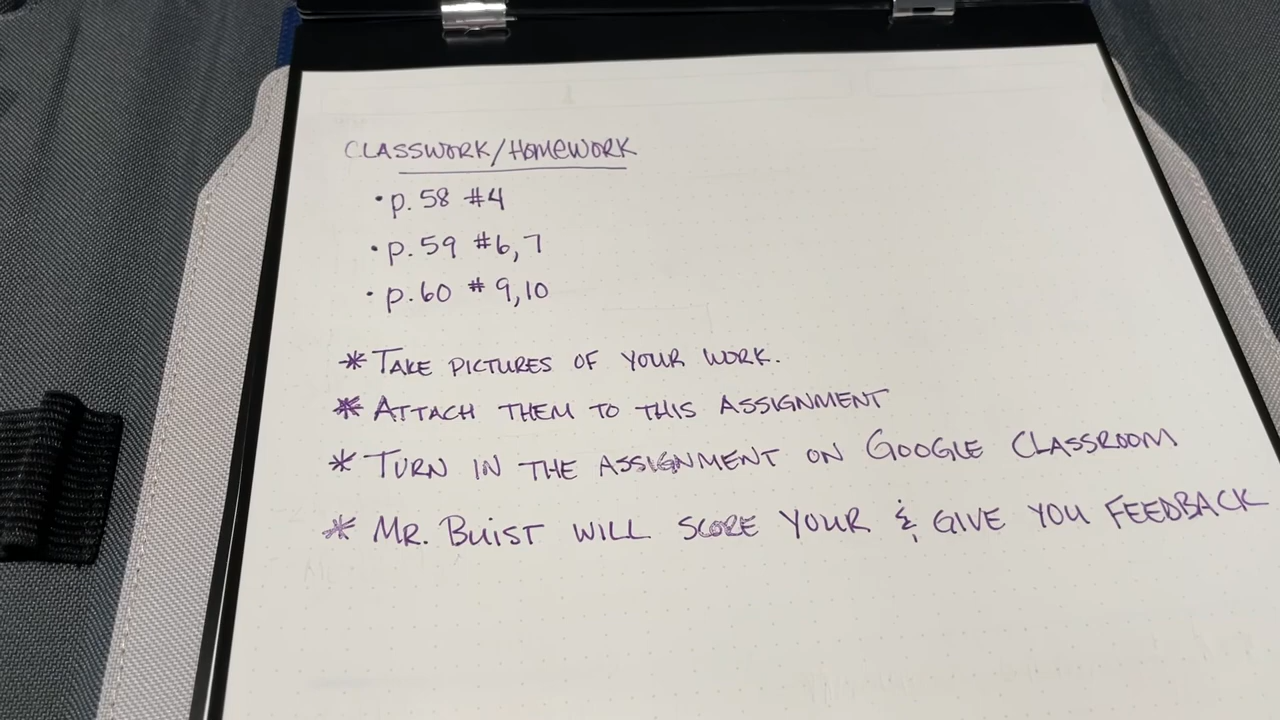 CLASSWORK/HOMEWORK
• p. 58 #4
• p. 59 #6,7
• p. 60 # 9,10
* TAKE PICTURES OF YOUR WORK.
* ATTACH THEM TO THIS ASSIGNMENT
* TURN IN THE ASSIGNMENT ON GOOGLE CLASSROOM
* MR. BUIST WILL SCORE YOUR & GIVE YOU FEEDBACK